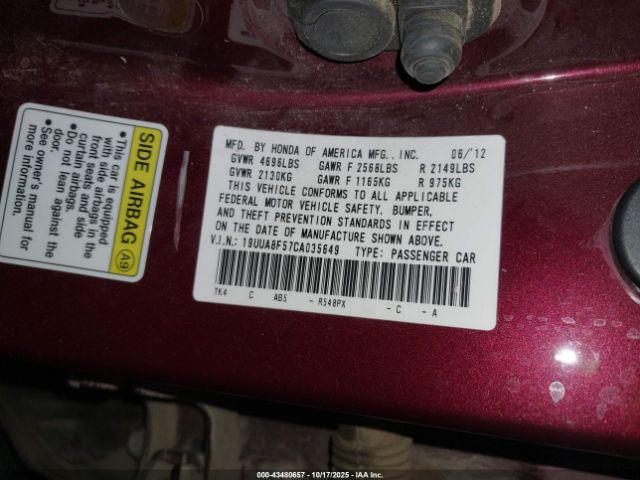 MFD. BY HONDA OF AMERICA MFG., INC. 06/'12
GVWR 4696LBS GAWR F 2568LBS R 2149LBS
GVWR 2130KG GAWR F 1165KG R 975KG
THIS VEHICLE CONFORMS TO ALL APPLICABLE
FEDERAL MOTOR VEHICLE SAFETY, BUMPER,
AND THEFT PREVENTION STANDARDS IN EFFECT
ON THE DATE OF MANUFACTURE SHOWN ABOVE.
V.I.N.: 19UUA8F57CA035649 TYPE: PASSENGER CAR
TK4 C AB5 - R548PX - C - A
SIDE AIRBAG A9
•This car is equipped
with side airbags in the
front seats and side
curtain airbags.
•Do not lean against the
door.
•See owner's manual for
more information.
43480657 - 10/17/2025 - IAA Inc.